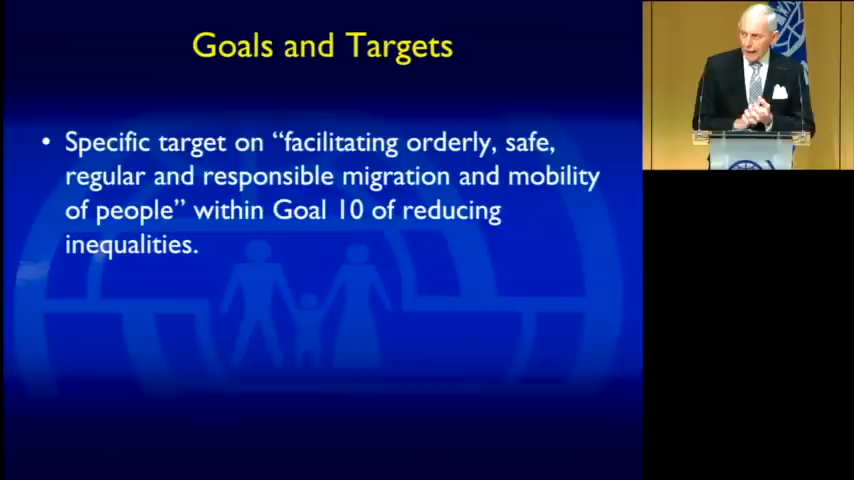 Goals and Targets
• Specific target on “facilitating orderly, safe,
regular and responsible migration and mobility
of people” within Goal 10 of reducing
inequalities.